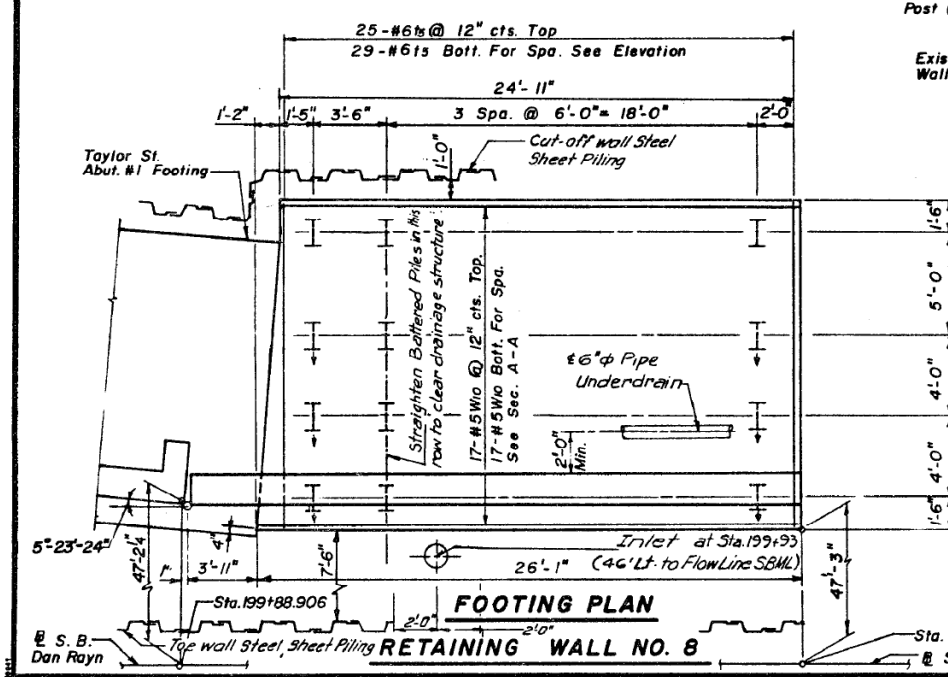 Post (
25-#6ts @ 12" cts. Top
29-#6ts Bott. For Spa. See Elevation
Exis
Wall
24'-11"
1'-2"
1'-5"
3'-6"
3 Spa. @ 6'-0"= 18'-0"
2'-0"
Cut-off wall Steel
Sheet Piling
1'-0"
Taylor St.
Abut. #1 Footing
Straighten Battered Piles in this
row to clear drainage structure
17-#5W10 @ 12" cts. Top.
17-#5W10 Bott. For Spa.
See Sec. A-A
1'-6"
5'-0"
4'-0"
4'-0"
1'-6"
6"φ Pipe
Underdrain
2'-0"
Min.
5°-23'-24"
47'-2¼"
4"
1"
3'-11"
7'-6"
Inlet at Sta.199+93
(46' Lt. to Flow Line SBML)
26'-1"
47'-3"
Sta.199+88.906
FOOTING PLAN
2'-0"
2'-0"
Toe wall Steel, Sheet Piling
RETAINING WALL NO. 8
℄ S. B.
Dan Rayn
Sta.
℄ S